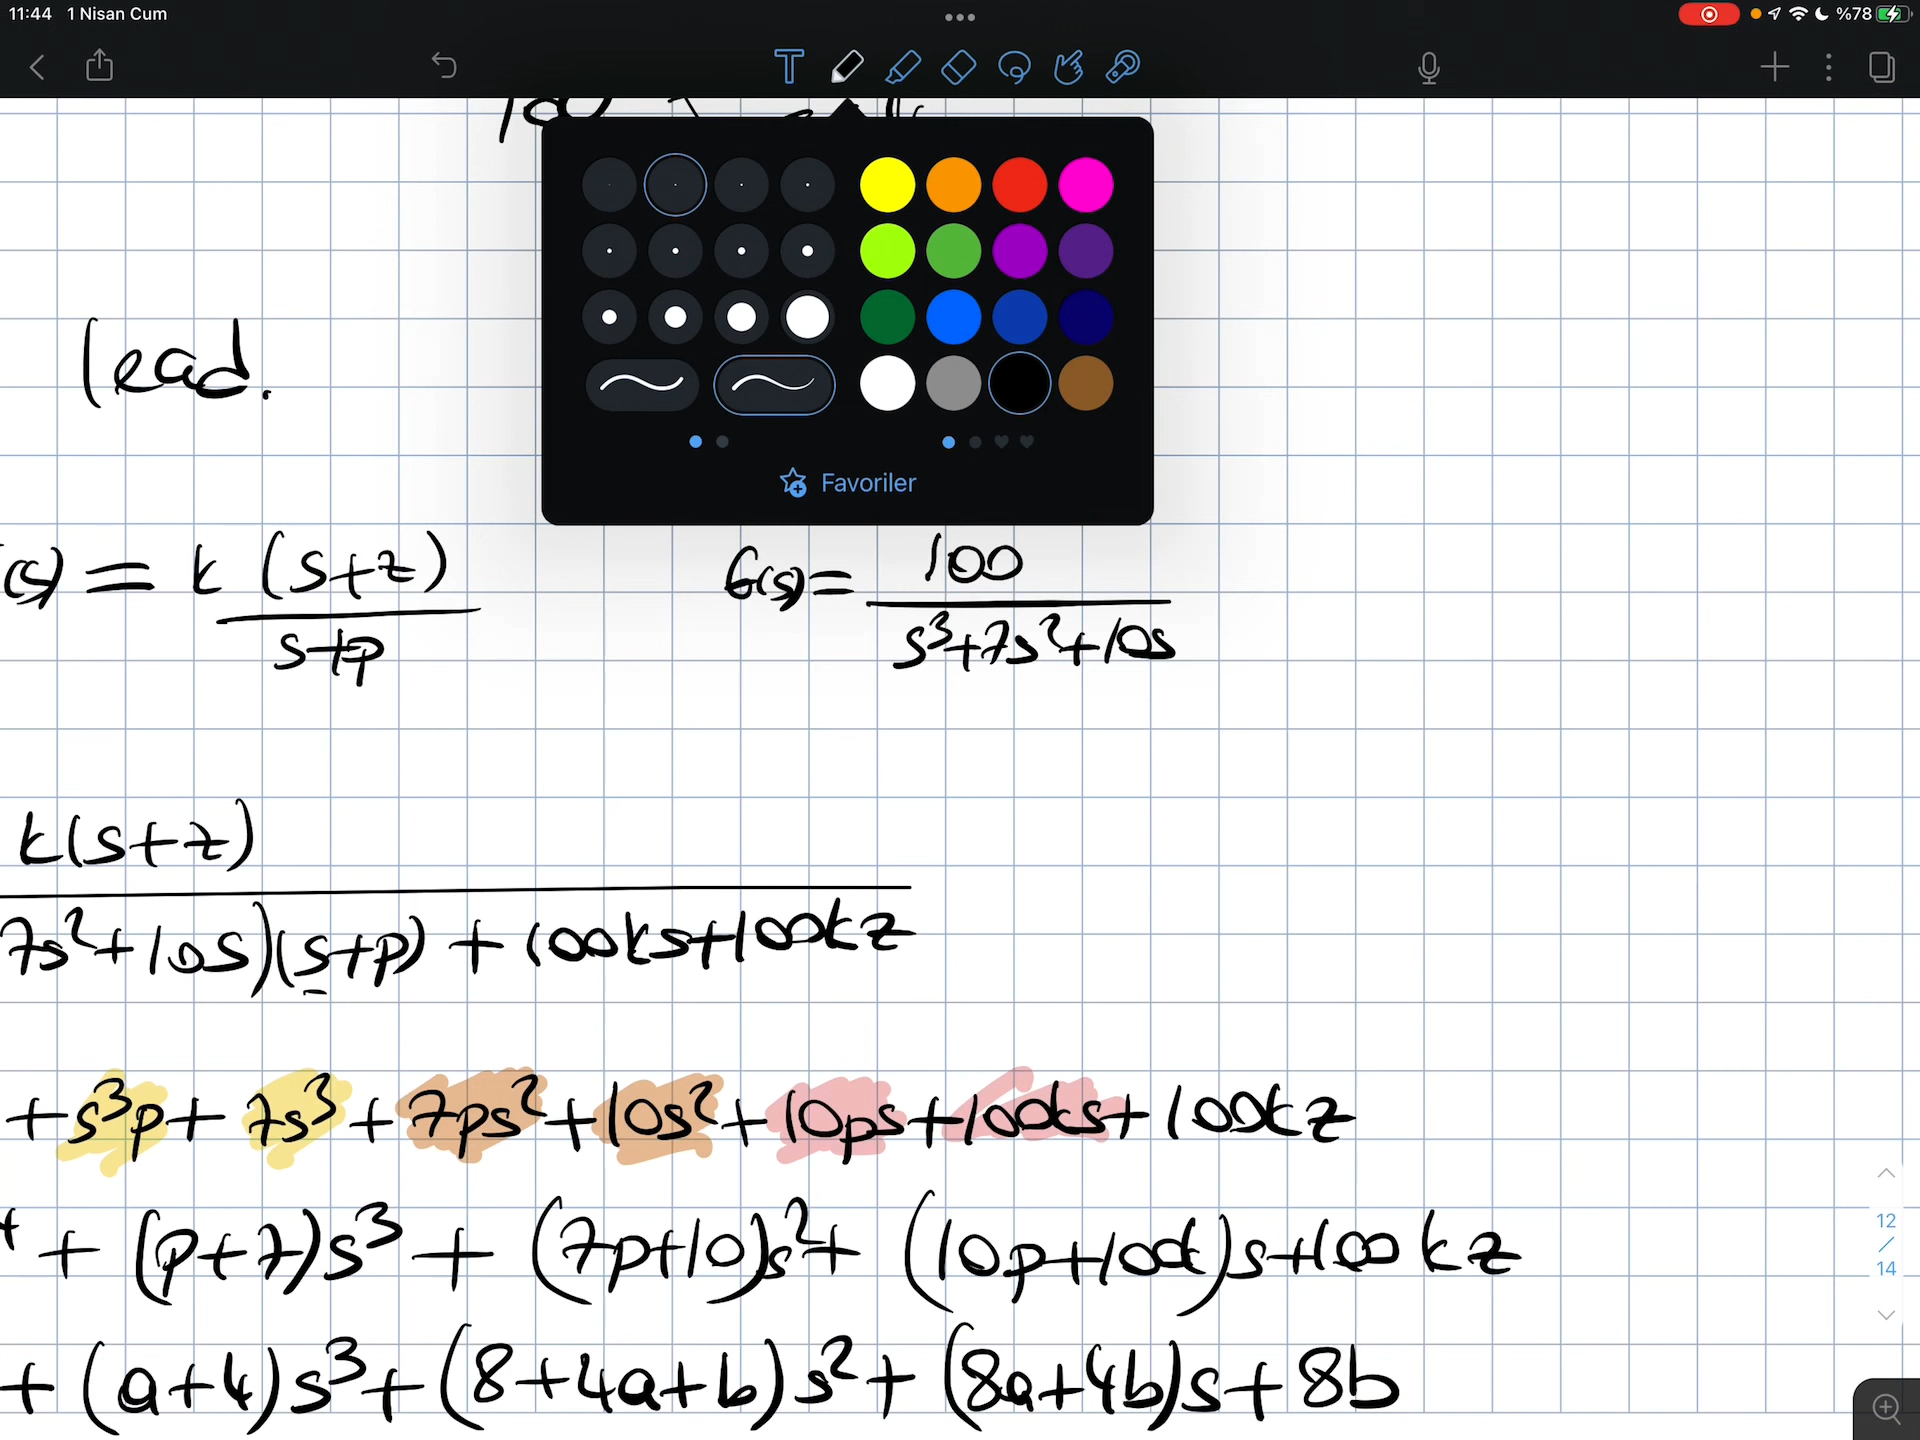 11:44 1 Nisan Cum
%78
Favoriler
lead.
(s) = k (s+z)
s+p
G(s) = 100
s³+7s²+10s
k(s+z)
7s²+10s)(s+p) + 100ks+100kz
+s³p+ 7s³ + 7ps² +10s² + 10ps +100ks+ 100kz
+ (p+7)s³ + (7p+10)s²+ (10p+100k)s+100kz
+ (a+4)s³+ (8+4a+b)s²+ (8a+4b)s+8b
12
/
14